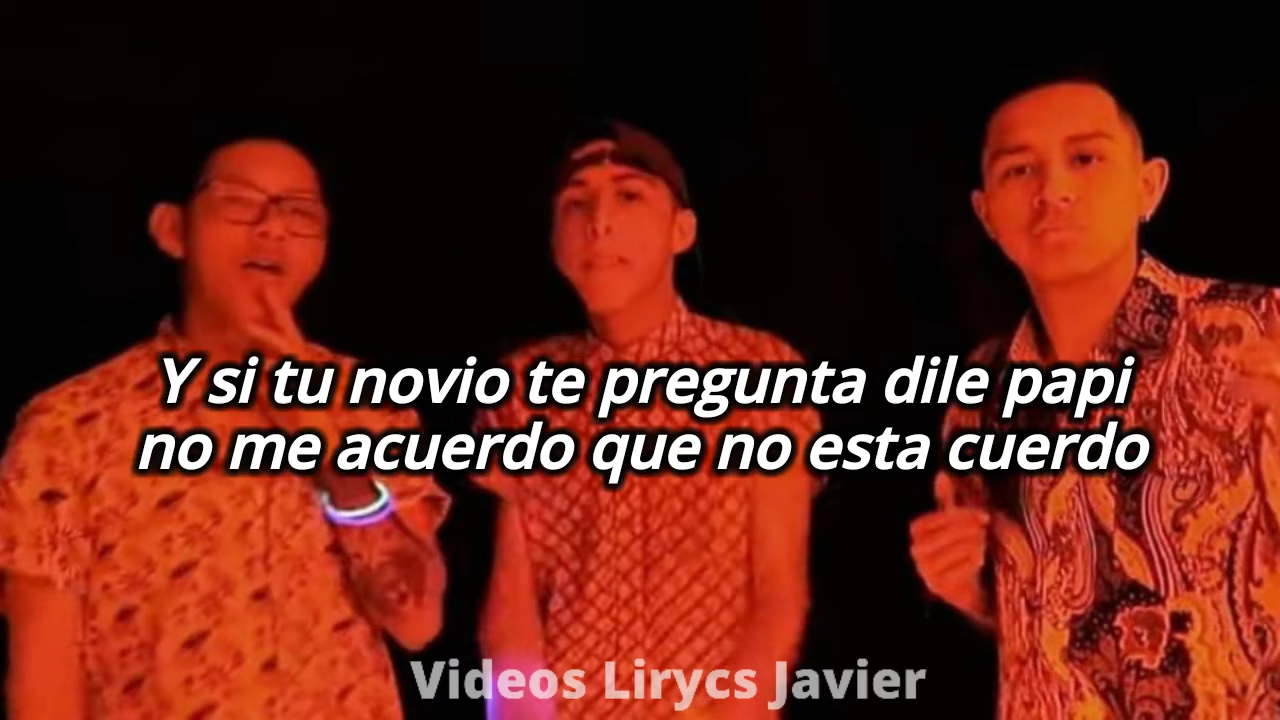 Y si tu novio te pregunta dile papi
no me acuerdo que no esta cuerdo
Videos Lirycs Javier